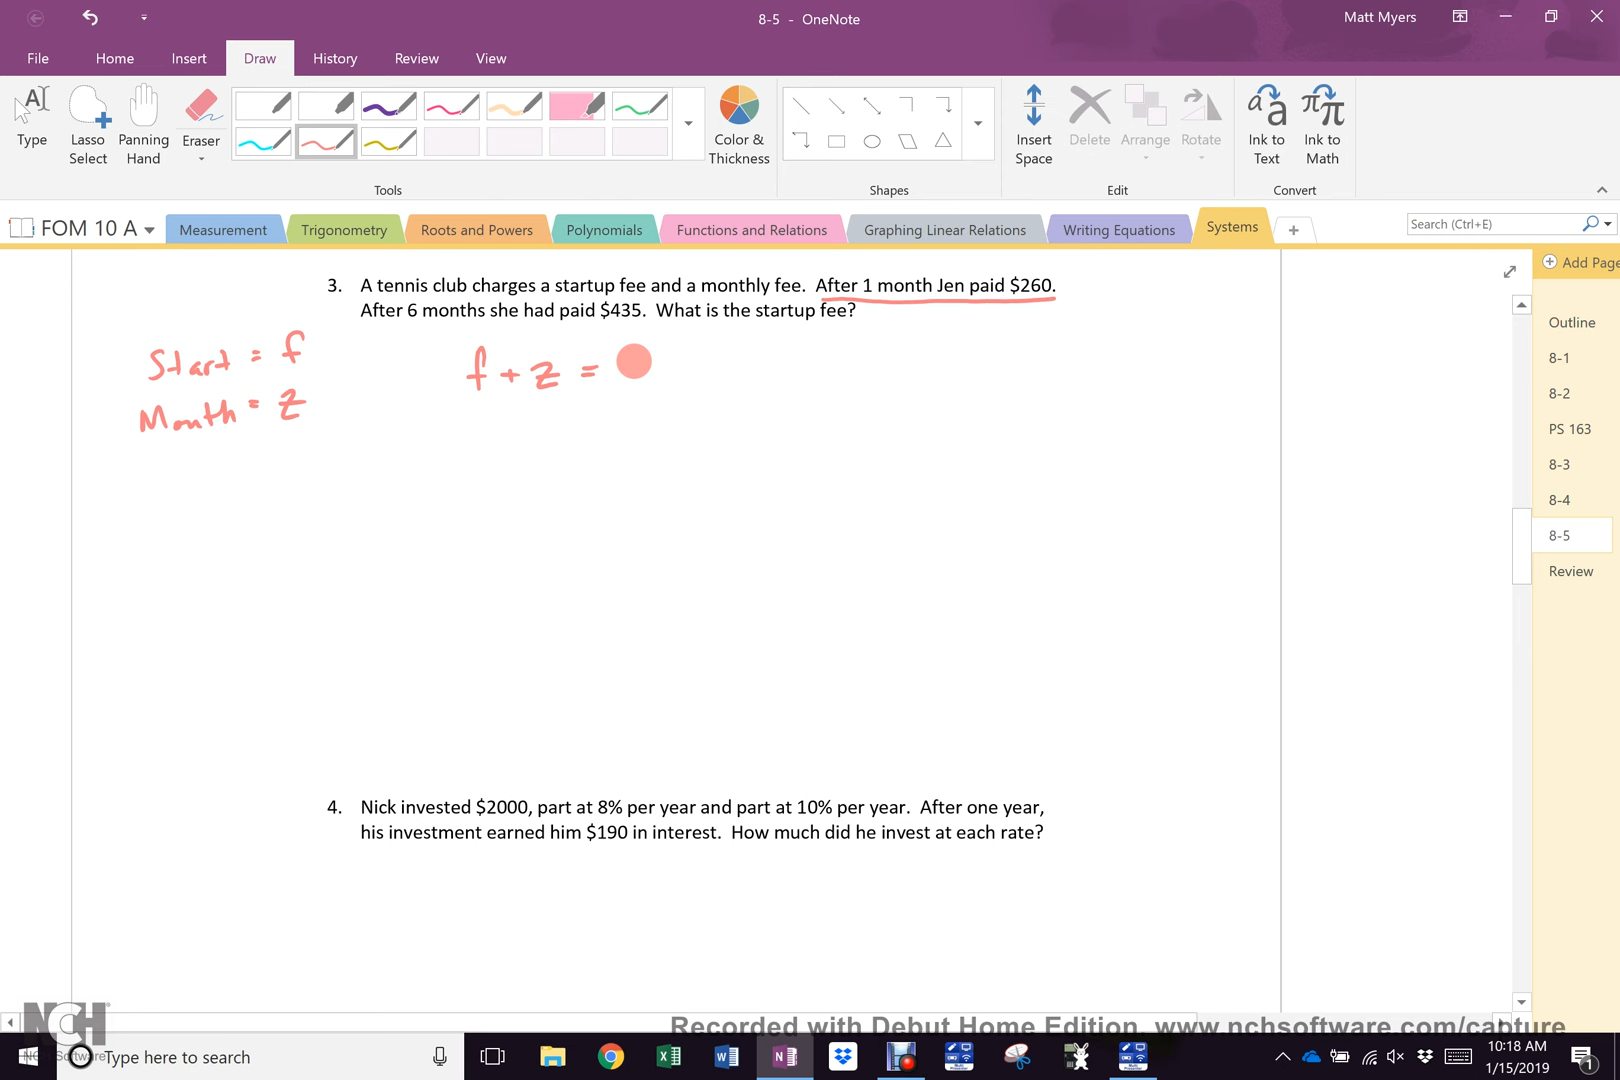 8-5 - OneNote
Matt Myers
File Home Insert Draw History Review View
Type
Lasso Select
Panning Hand
Eraser
Color & Thickness
Insert Space
Delete
Arrange
Rotate
Ink to Text
Ink to Math
Tools
Shapes
Edit
Convert
FOM 10 A
Measurement Trigonometry Roots and Powers Polynomials Functions and Relations Graphing Linear Relations Writing Equations Systems +
Search (Ctrl+E)
Add Page
Outline
8-1
8-2
PS 163
8-3
8-4
8-5
Review
3. A tennis club charges a startup fee and a monthly fee. After 1 month Jen paid $260.
After 6 months she had paid $435. What is the startup fee?
Start = f
Month = z
f + z =
4. Nick invested $2000, part at 8% per year and part at 10% per year. After one year,
his investment earned him $190 in interest. How much did he invest at each rate?
NCH
NCH Software
Recorded with Debut Home Edition. www.nchsoftware.com/capture
Type here to search
10:18 AM
1/15/2019
1